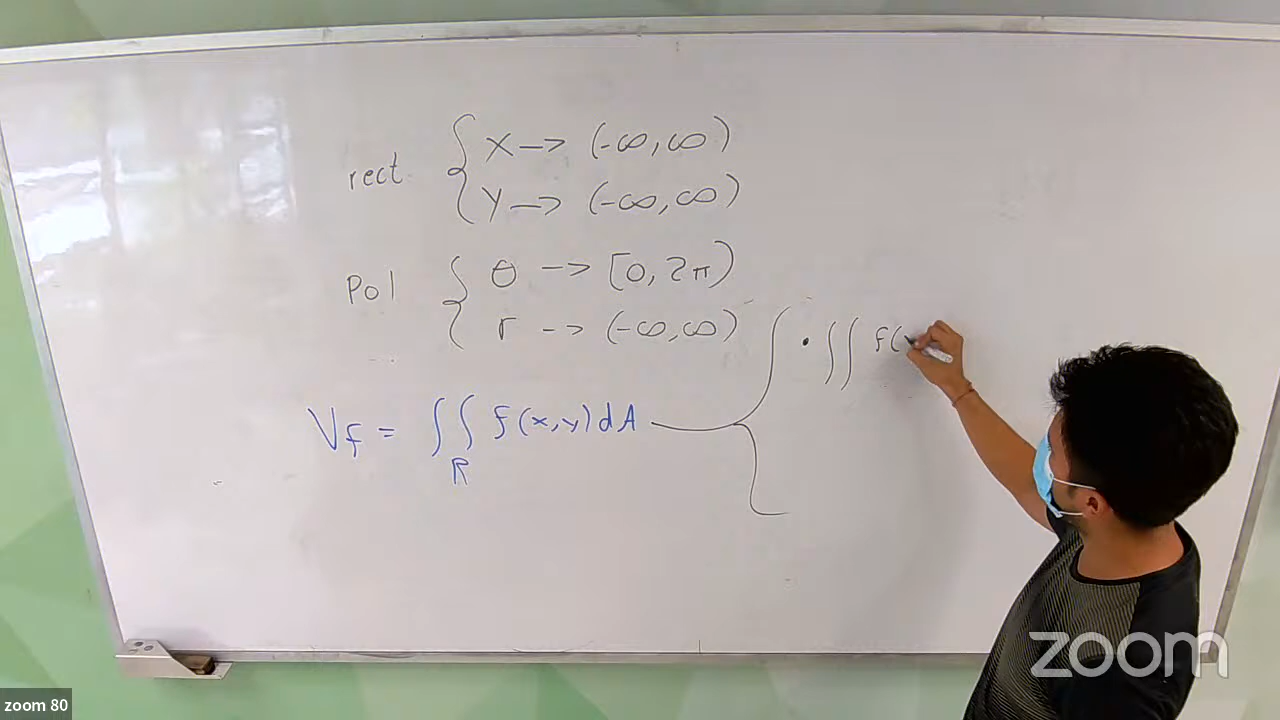 rect { x -> (-∞, ∞)
y -> (-∞, ∞)
Pol { θ -> [0, 2π)
r -> (-∞, ∞)
Vf = ∫∫ f(x,y) dA { • ∫∫ f(
R
zoom
zoom 80